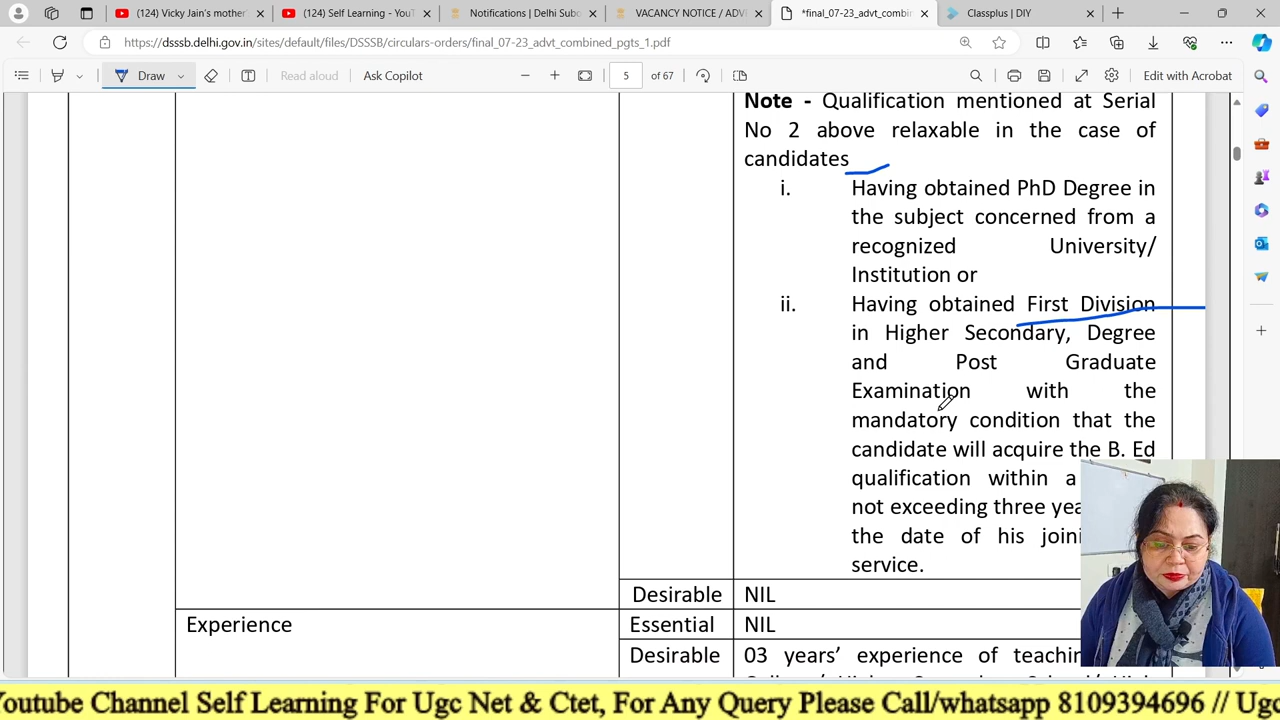 (124) Vicky Jain's mother
(124) Self Learning - YouT
Notifications | Delhi Subo
VACANCY NOTICE / ADV
*final_07-23_advt_combin
Classplus | DIY
https://dsssb.delhi.gov.in/sites/default/files/DSSSB/circulars-orders/final_07-23_advt_combined_pgts_1.pdf
Draw
Read aloud
Ask Copilot
5 of 67
Edit with Acrobat
Note - Qualification mentioned at Serial
No 2 above relaxable in the case of
candidates
i. Having obtained PhD Degree in
the subject concerned from a
recognized University/
Institution or
ii. Having obtained First Division
in Higher Secondary, Degree
and Post Graduate
Examination with the
mandatory condition that the
candidate will acquire the B. Ed
qualification within a
not exceeding three yea
the date of his joini
service.
Desirable NIL
Experience Essential NIL
Desirable 03 years' experience of teachin
Youtube Channel Self Learning For Ugc Net & Ctet, For Any Query Please Call/whatsapp 8109394696 // Ugc